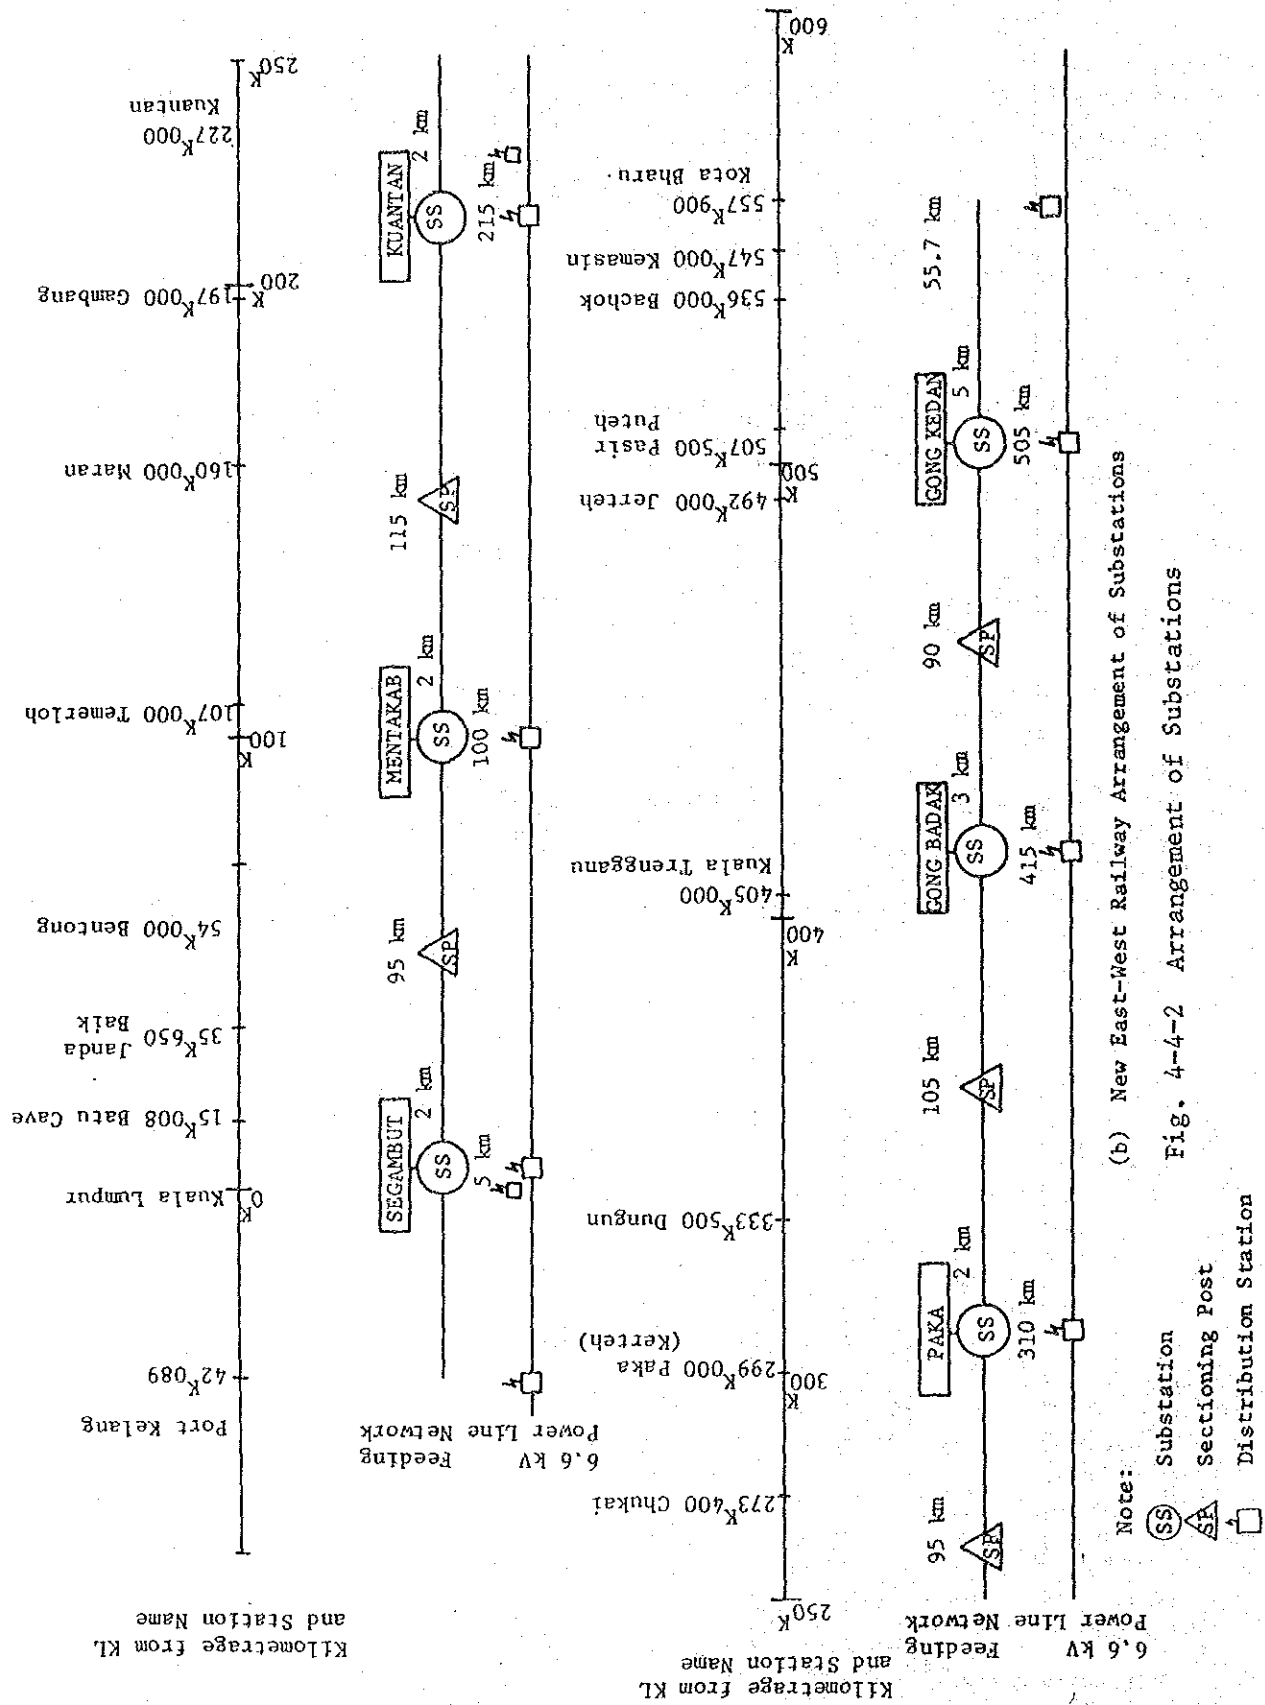 Kilometrage from KL
and Station Name
Port Kelang
42K089
0K
Kuala Lumpur
15K008 Batu Cave
35K650 Janda
Baik
54K000 Bentong
100K
107K000 Temerloh
160K000 Maran
197K000 Gambang
200K
227K000
Kuantan
250K
Feeding
Network
6.6 kV
Power Line
SEGAMBUT
SS
2 km
5 km
95 km
SP
MENTAKAB
SS
2 km
100 km
115 km
SP
KUANTAN
SS
2 km
215 km
Kilometrage from KL
and Station Name
250K
273K400 Chukai
299K000 Paka
(Kerteh)
300K
333K500 Dungun
400K
405K000
Kuala Trengganu
492K000 Jerteh
500K
507K500 Pasir
Puteh
536K000 Bachok
547K000 Kemasin
557K900
Kota Bharu
600K
Feeding
Network
6.6 kV
Power Line
95 km
SP
PAKA
SS
2 km
310 km
105 km
SP
GONG BADAK
SS
3 km
415 km
90 km
SP
GONG KEDAN
SS
5 km
505 km
55.7 km
Note:
SS Substation
SP Sectioning Post
Distribution Station
(b) New East-West Railway Arrangement of Substations
Fig. 4-4-2 Arrangement of Substations